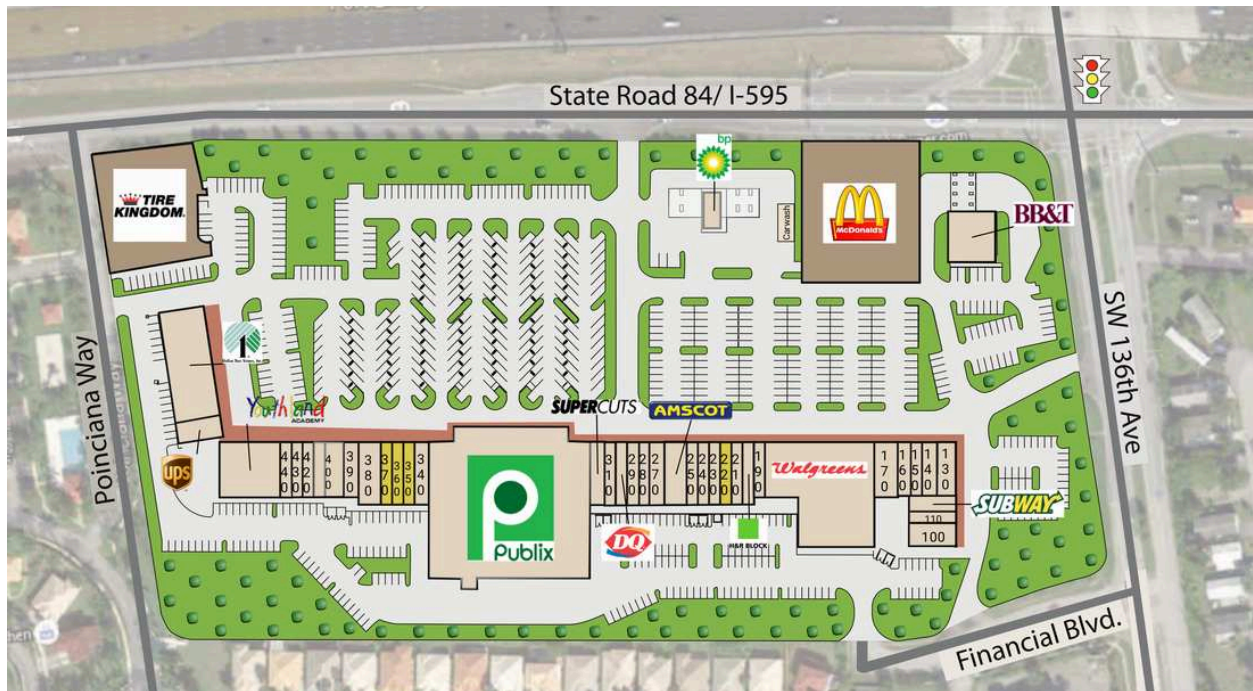 State Road 84/ I-595
bp
TIRE
KINGDOM
Carwash
McDonald's
BB&T
Poinciana Way
SW 136th Ave
Youthland
ACADEMY
SUPERCUTS
AMSCOT
ups
440
430
420
400
390
380
370
360
350
340
Publix
310
290
280
270
250
240
230
220
210
190
DQ
H&R BLOCK
Walgreens
170
160
150
140
130
SUBWAY
110
100
Financial Blvd.